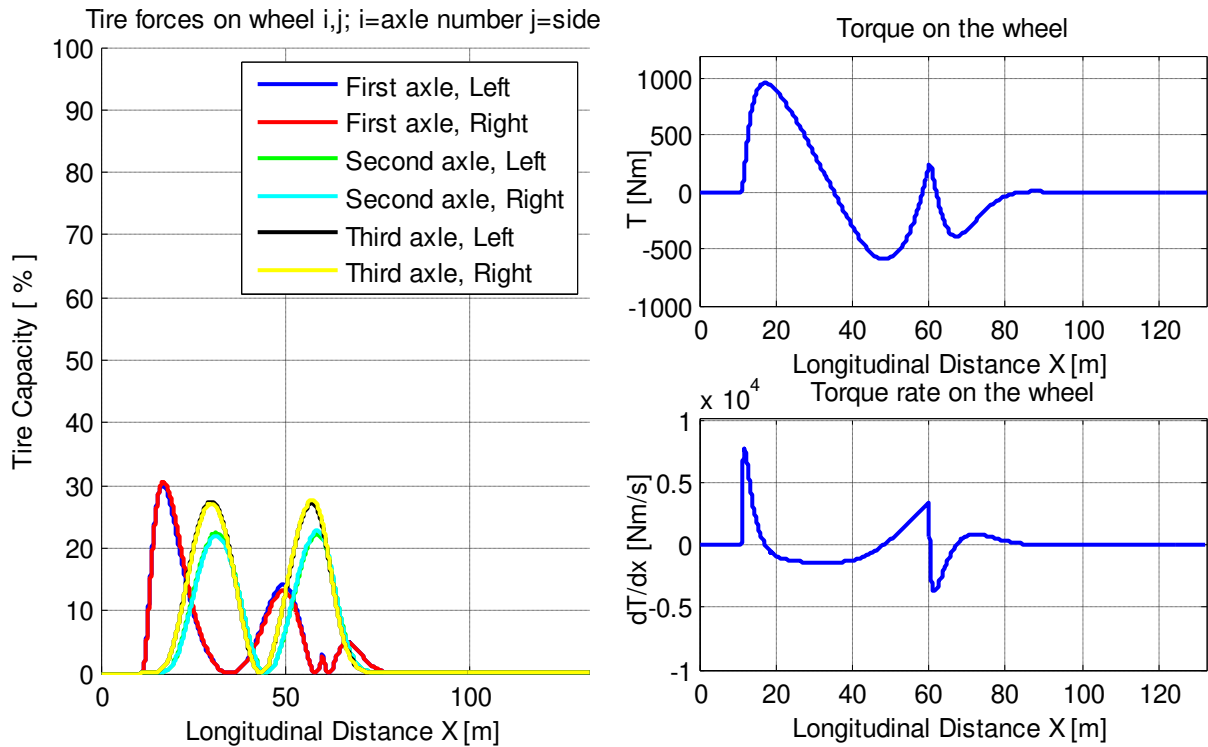 Tire forces on wheel i,j; i=axle number j=side
100
90
80
70
60
50
40
30
20
10
0
Tire Capacity [ % ]
First axle, Left
First axle, Right
Second axle, Left
Second axle, Right
Third axle, Left
Third axle, Right
0
50
100
Longitudinal Distance X [m]
Torque on the wheel
1000
500
0
-500
-1000
T [Nm]
0
20
40
60
80
100
120
Longitudinal Distance X [m]
x 10^4
Torque rate on the wheel
1
0.5
0
-0.5
-1
dT/dx [Nm/s]
0
20
40
60
80
100
120
Longitudinal Distance X [m]